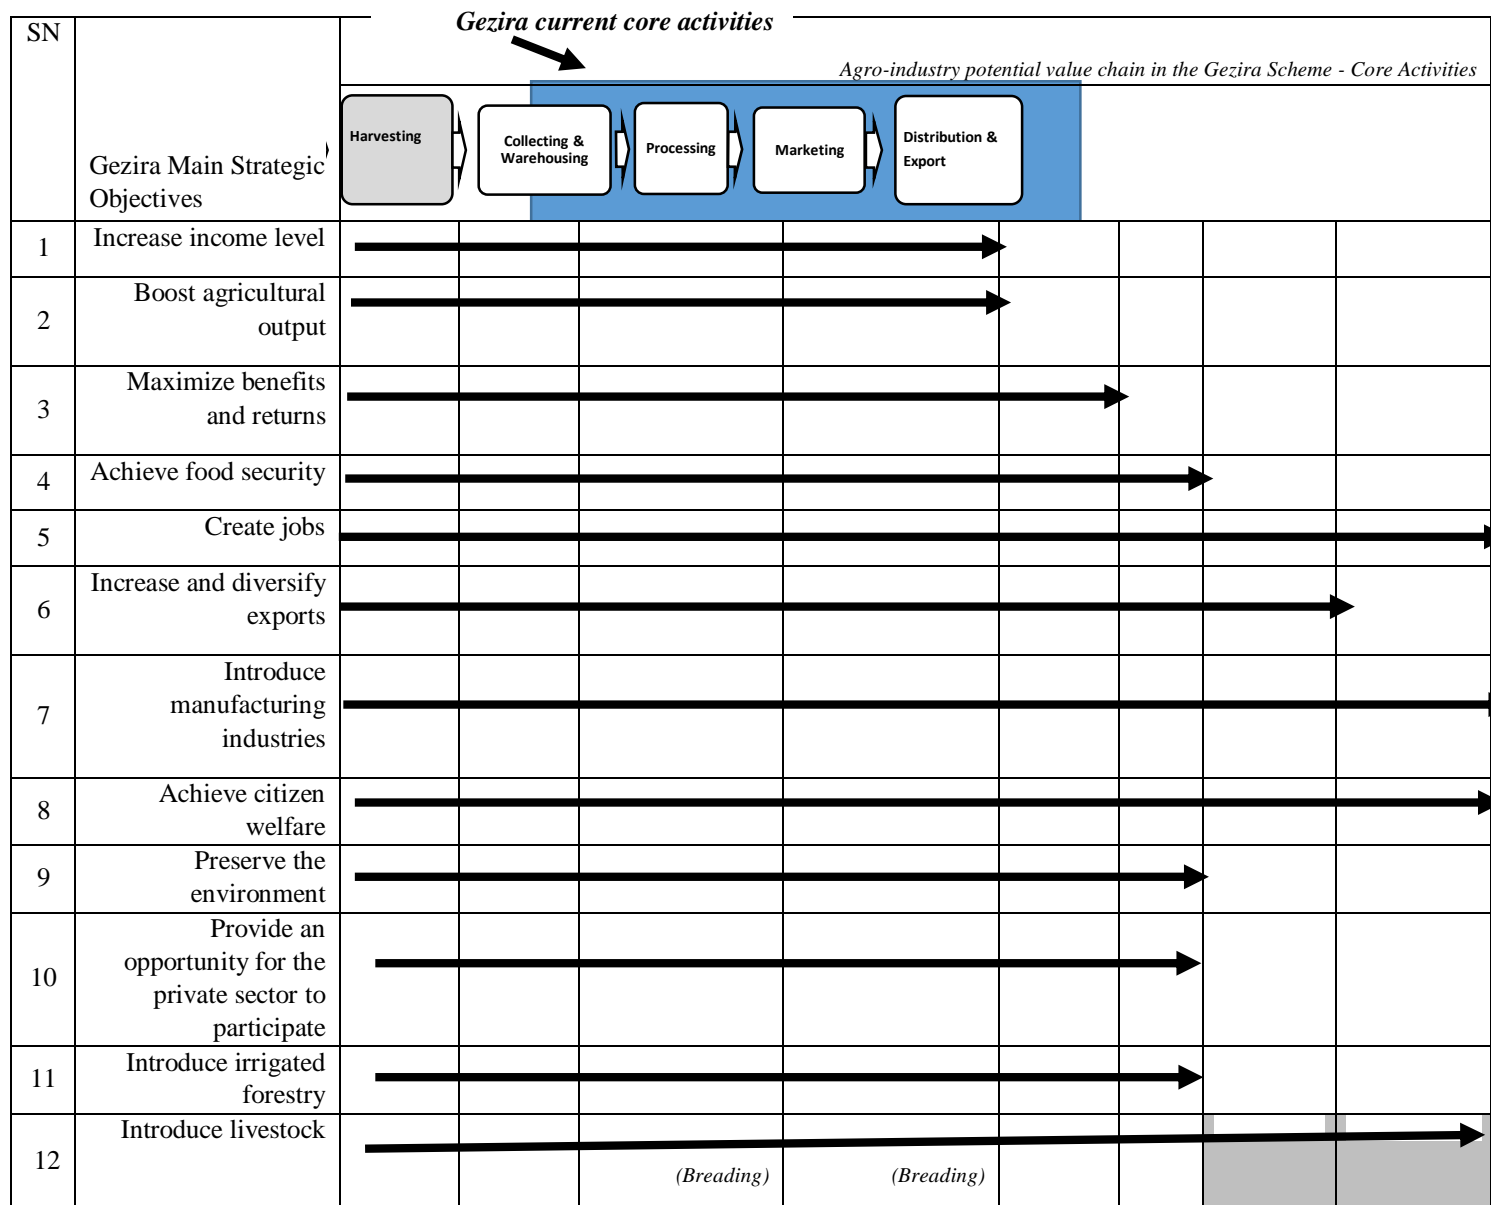 Gezira current core activities
SN
Agro-industry potential value chain in the Gezira Scheme - Core Activities
Gezira Main Strategic
Objectives
Harvesting
Collecting &
Warehousing
Processing
Marketing
Distribution &
Export
1
Increase income level
2
Boost agricultural
output
3
Maximize benefits
and returns
4
Achieve food security
5
Create jobs
6
Increase and diversify
exports
7
Introduce
manufacturing
industries
8
Achieve citizen
welfare
9
Preserve the
environment
10
Provide an
opportunity for the
private sector to
participate
11
Introduce irrigated
forestry
12
Introduce livestock
(Breading)
(Breading)